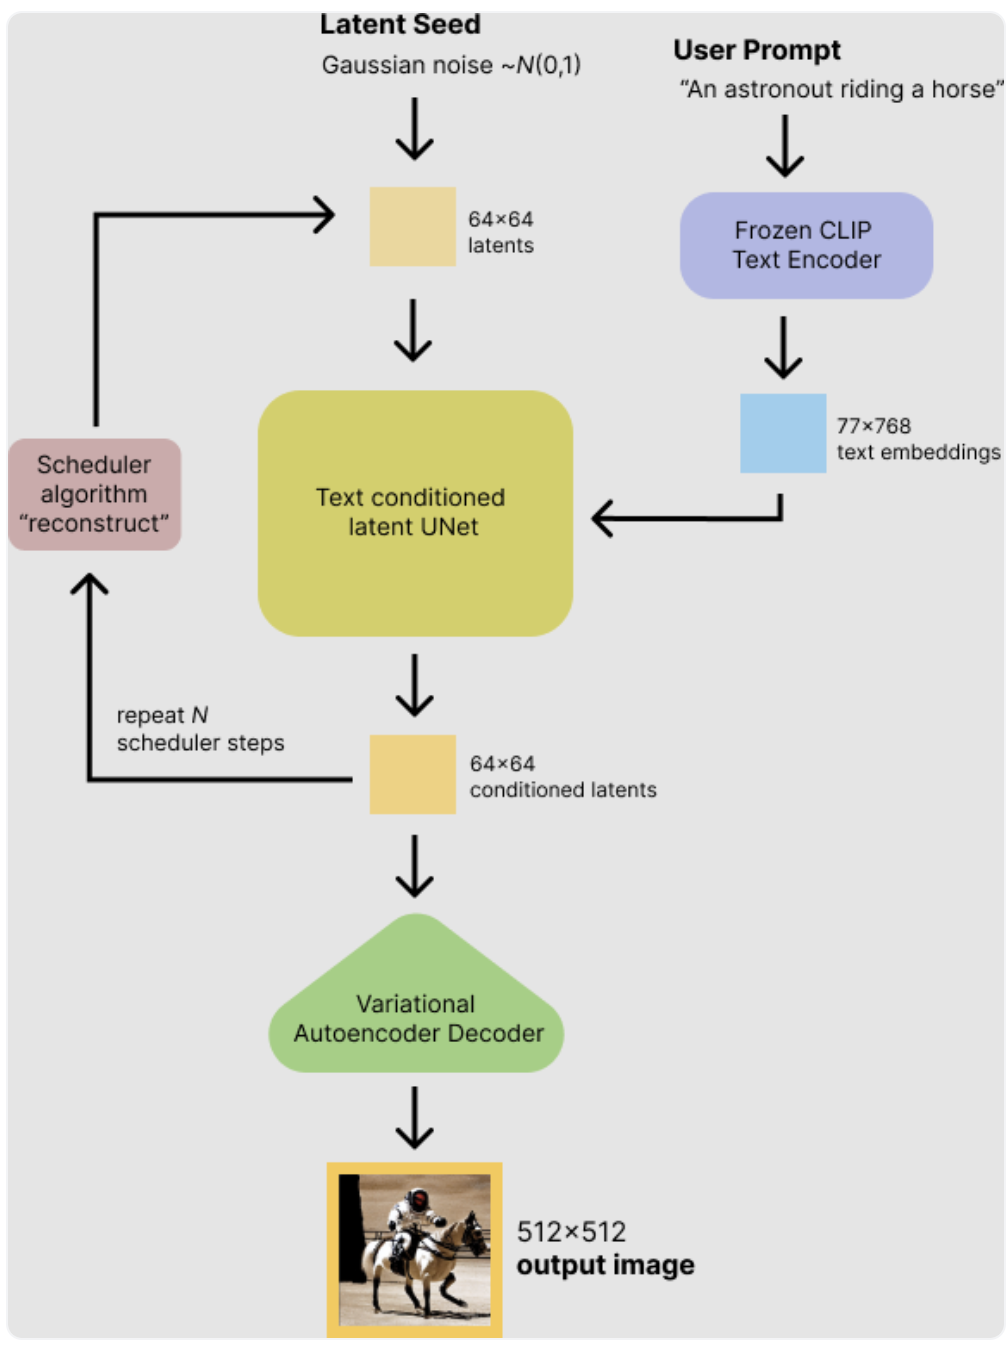 Latent Seed
Gaussian noise ~N(0,1)
User Prompt
“An astronout riding a horse”
64×64
latents
Frozen CLIP
Text Encoder
77×768
text embeddings
Scheduler
algorithm
“reconstruct”
Text conditioned
latent UNet
repeat N
scheduler steps
64×64
conditioned latents
Variational
Autoencoder Decoder
512×512
output image